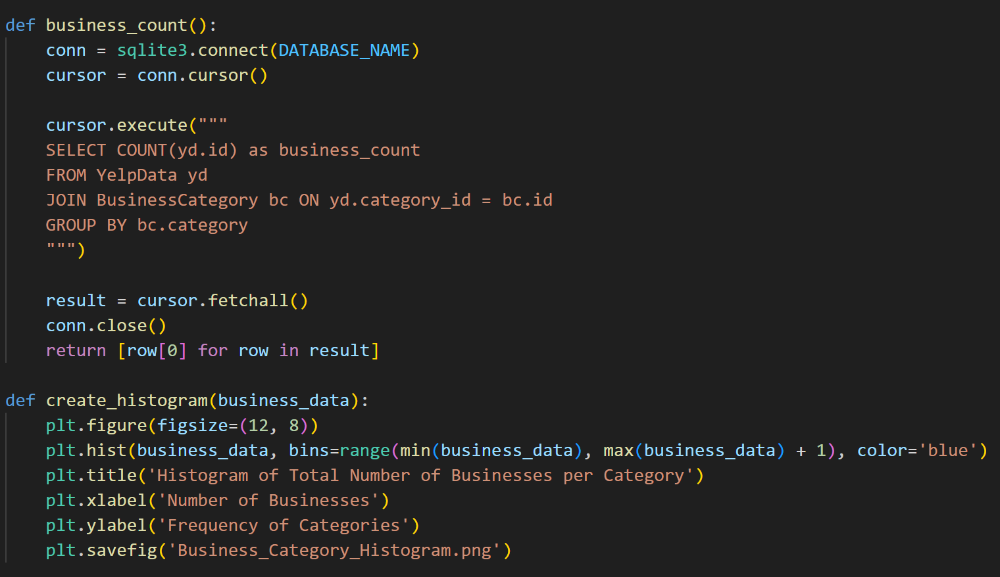 def business_count():
    conn = sqlite3.connect(DATABASE_NAME)
    cursor = conn.cursor()

    cursor.execute("""
    SELECT COUNT(yd.id) as business_count
    FROM YelpData yd
    JOIN BusinessCategory bc ON yd.category_id = bc.id
    GROUP BY bc.category
    """)

    result = cursor.fetchall()
    conn.close()
    return [row[0] for row in result]

def create_histogram(business_data):
    plt.figure(figsize=(12, 8))
    plt.hist(business_data, bins=range(min(business_data), max(business_data) + 1), color='blue')
    plt.title('Histogram of Total Number of Businesses per Category')
    plt.xlabel('Number of Businesses')
    plt.ylabel('Frequency of Categories')
    plt.savefig('Business_Category_Histogram.png')